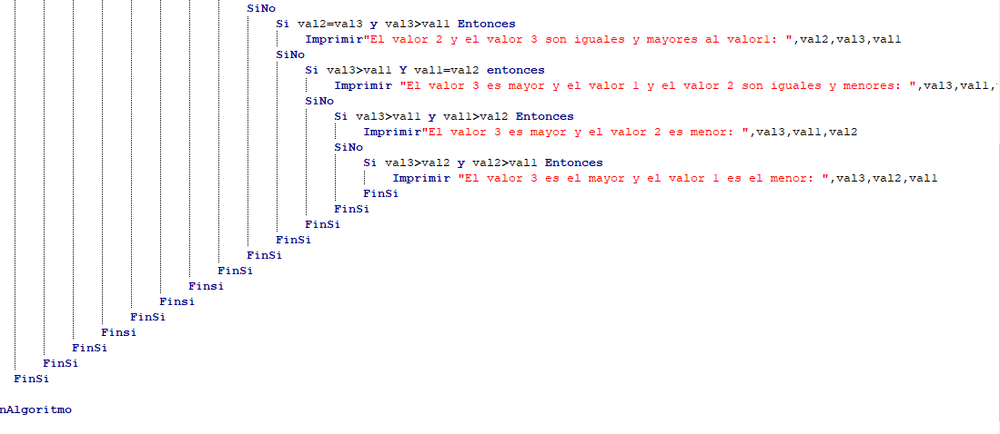 SiNo
Si val2=val3 y val3>val1 Entonces
Imprimir"El valor 2 y el valor 3 son iguales y mayores al valor1: ",val2,val3,val1
SiNo
Si val3>val1 Y val1=val2 entonces
Imprimir "El valor 3 es mayor y el valor 1 y el valor 2 son iguales y menores: ",val3,val1,
SiNo
Si val3>val1 y val1>val2 Entonces
Imprimir"El valor 3 es mayor y el valor 2 es menor: ",val3,val1,val2
SiNo
Si val3>val2 y val2>val1 Entonces
Imprimir "El valor 3 es el mayor y el valor 1 es el menor: ",val3,val2,val1
FinSi
FinSi
FinSi
FinSi
FinSi
FinSi
Finsi
Finsi
FinSi
Finsi
FinSi
FinSi
FinSi
nAlgoritmo